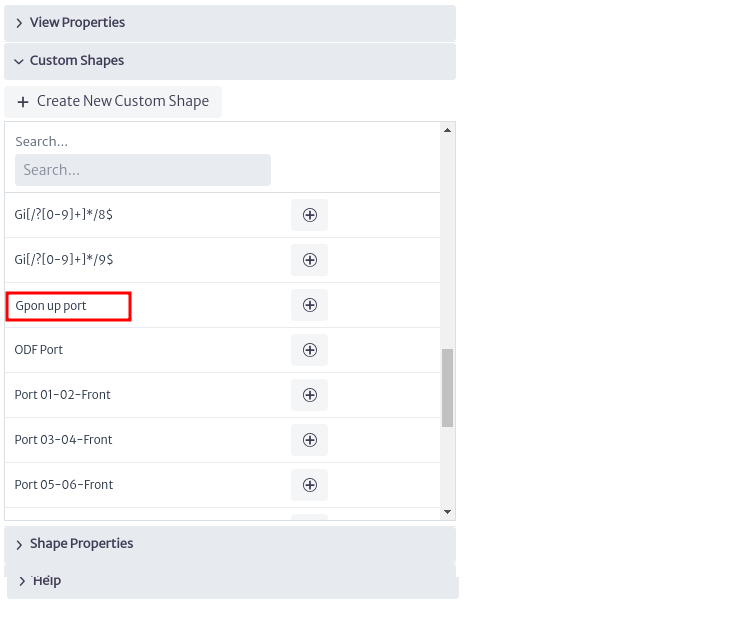 View Properties
Custom Shapes
+ Create New Custom Shape
Search...
Search...
Gi[/?[0-9]+]*/8$
Gi[/?[0-9]+]*/9$
Gpon up port
ODF Port
Port 01-02-Front
Port 03-04-Front
Port 05-06-Front
Shape Properties
Help